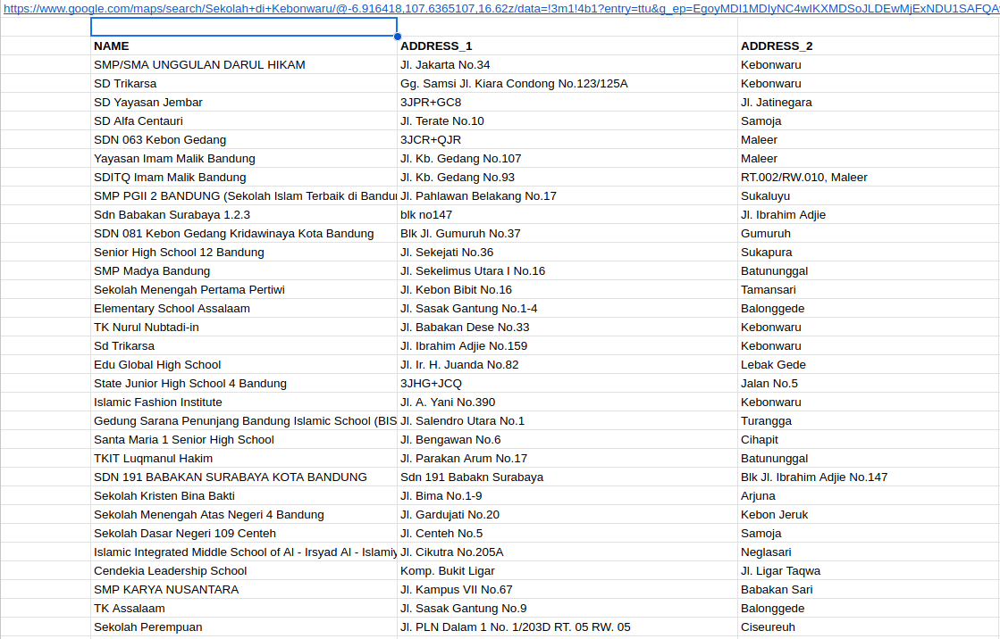 https://www.google.com/maps/search/Sekolah+di+Kebonwaru/@-6.916418,107.6365107,16.62z/data=!3m1!4b1?entry=ttu&g_ep=EgoyMDI1MDIyNC4wIKXMDSoJLDEwMjExNDU1SAFQA
NAME ADDRESS_1 ADDRESS_2
SMP/SMA UNGGULAN DARUL HIKAM Jl. Jakarta No.34 Kebonwaru
SD Trikarsa Gg. Samsi Jl. Kiara Condong No.123/125A Kebonwaru
SD Yayasan Jembar 3JPR+GC8 Jl. Jatinegara
SD Alfa Centauri Jl. Terate No.10 Samoja
SDN 063 Kebon Gedang 3JCR+QJR Maleer
Yayasan Imam Malik Bandung Jl. Kb. Gedang No.107 Maleer
SDITQ Imam Malik Bandung Jl. Kb. Gedang No.93 RT.002/RW.010, Maleer
SMP PGII 2 BANDUNG (Sekolah Islam Terbaik di Bandu Jl. Pahlawan Belakang No.17 Sukaluyu
Sdn Babakan Surabaya 1.2.3 blk no147 Jl. Ibrahim Adjie
SDN 081 Kebon Gedang Kridawinaya Kota Bandung Blk Jl. Gumuruh No.37 Gumuruh
Senior High School 12 Bandung Jl. Sekejati No.36 Sukapura
SMP Madya Bandung Jl. Sekelimus Utara I No.16 Batununggal
Sekolah Menengah Pertama Pertiwi Jl. Kebon Bibit No.16 Tamansari
Elementary School Assalaam Jl. Sasak Gantung No.1-4 Balonggede
TK Nurul Nubtadi-in Jl. Babakan Dese No.33 Kebonwaru
Sd Trikarsa Jl. Ibrahim Adjie No.159 Kebonwaru
Edu Global High School Jl. Ir. H. Juanda No.82 Lebak Gede
State Junior High School 4 Bandung 3JHG+JCQ Jalan No.5
Islamic Fashion Institute Jl. A. Yani No.390 Kebonwaru
Gedung Sarana Penunjang Bandung Islamic School (BIS Jl. Salendro Utara No.1 Turangga
Santa Maria 1 Senior High School Jl. Bengawan No.6 Cihapit
TKIT Luqmanul Hakim Jl. Parakan Arum No.17 Batununggal
SDN 191 BABAKAN SURABAYA KOTA BANDUNG Sdn 191 Babakn Surabaya Blk Jl. Ibrahim Adjie No.147
Sekolah Kristen Bina Bakti Jl. Bima No.1-9 Arjuna
Sekolah Menengah Atas Negeri 4 Bandung Jl. Gardujati No.20 Kebon Jeruk
Sekolah Dasar Negeri 109 Centeh Jl. Centeh No.5 Samoja
Islamic Integrated Middle School of Al - Irsyad Al - Islamiy Jl. Cikutra No.205A Neglasari
Cendekia Leadership School Komp. Bukit Ligar Jl. Ligar Taqwa
SMP KARYA NUSANTARA Jl. Kampus VII No.67 Babakan Sari
TK Assalaam Jl. Sasak Gantung No.9 Balonggede
Sekolah Perempuan Jl. PLN Dalam 1 No. 1/203D RT. 05 RW. 05 Ciseureuh